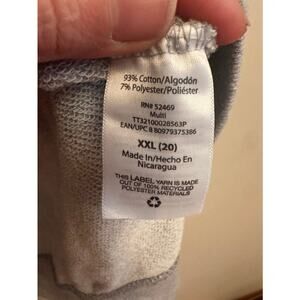 93% Cotton/Algodón
7% Polyester/Poliéster
RN# 52469
Multi
TT32100028563P
EAN/UPC B 80979375386
XXL (20)
Made In/Hecho En
Nicaragua
THIS LABEL YARN IS MADE
OUT OF 100% RECYCLED
POLYESTER MATERIALS